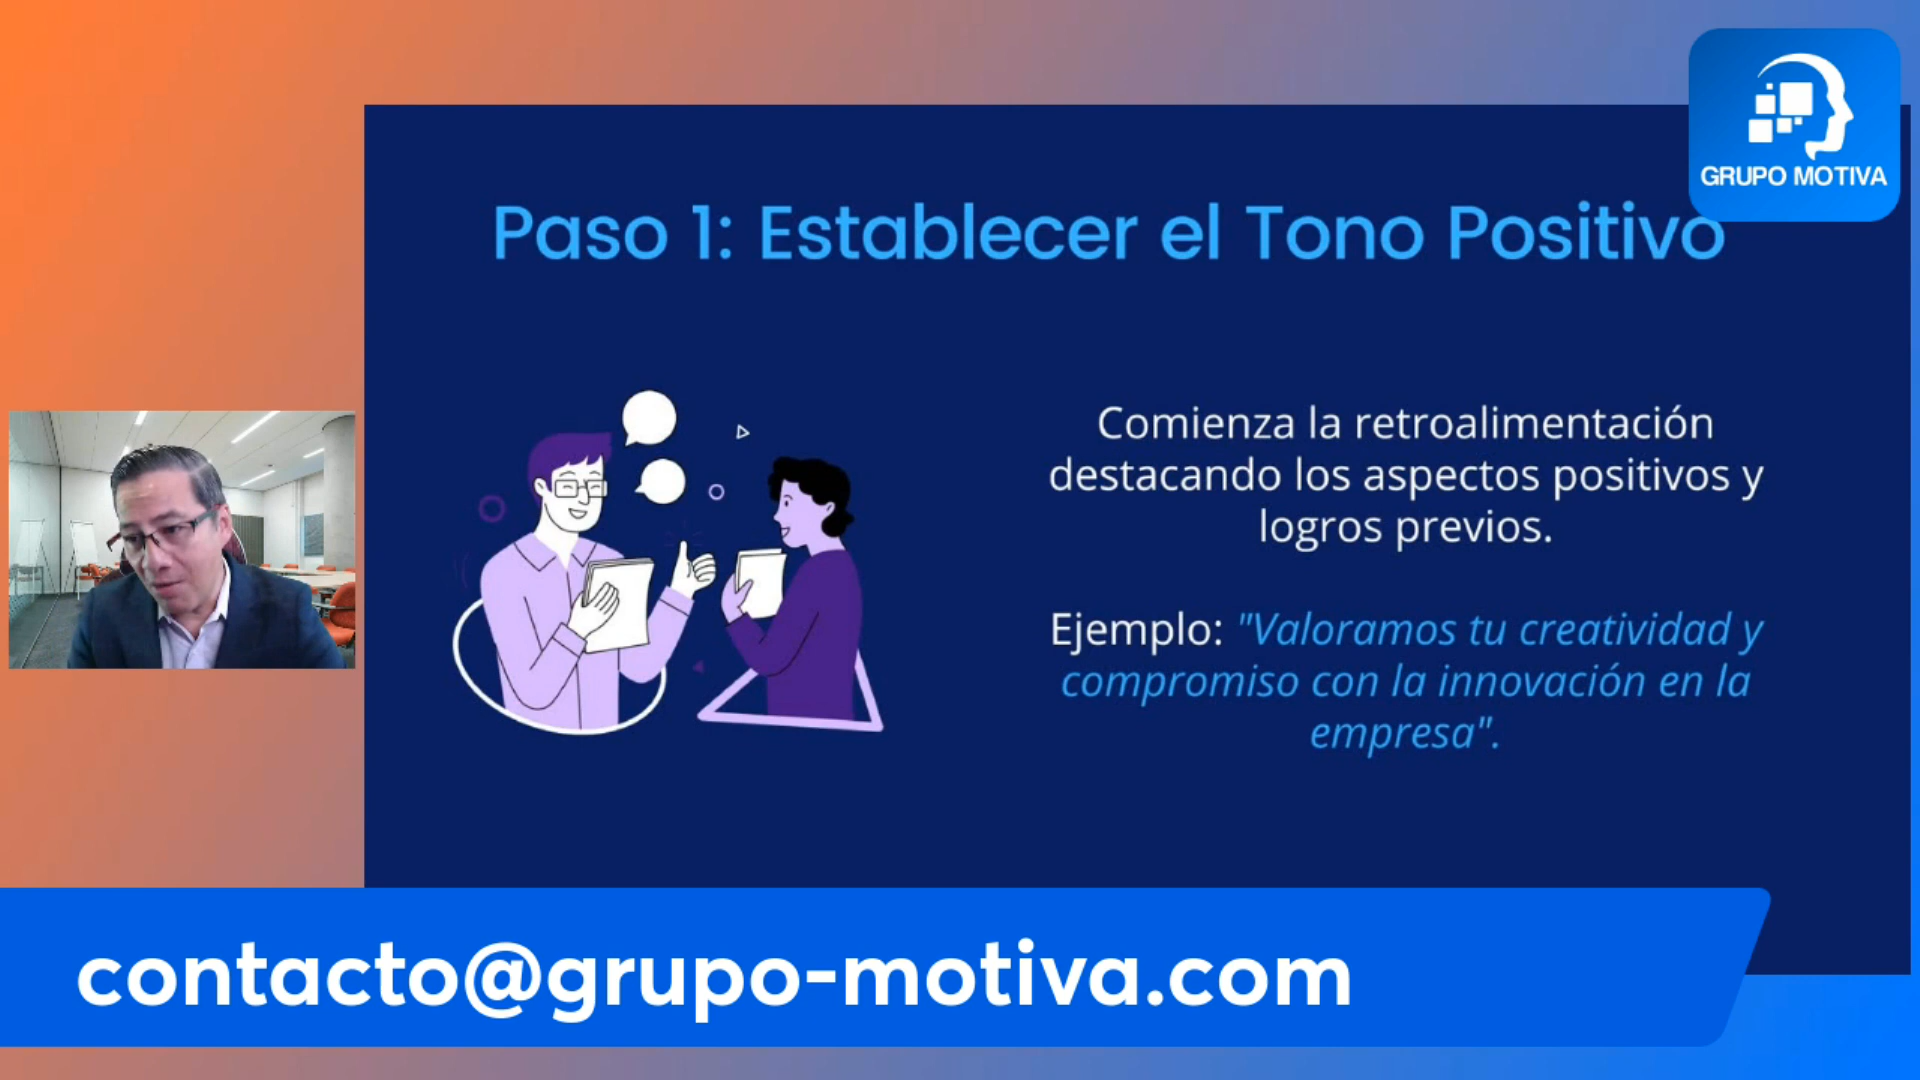 GRUPO MOTIVA
Paso 1: Establecer el Tono Positivo
Comienza la retroalimentación
destacando los aspectos positivos y
logros previos.
Ejemplo: "Valoramos tu creatividad y
compromiso con la innovación en la
empresa".
contacto@grupo-motiva.com